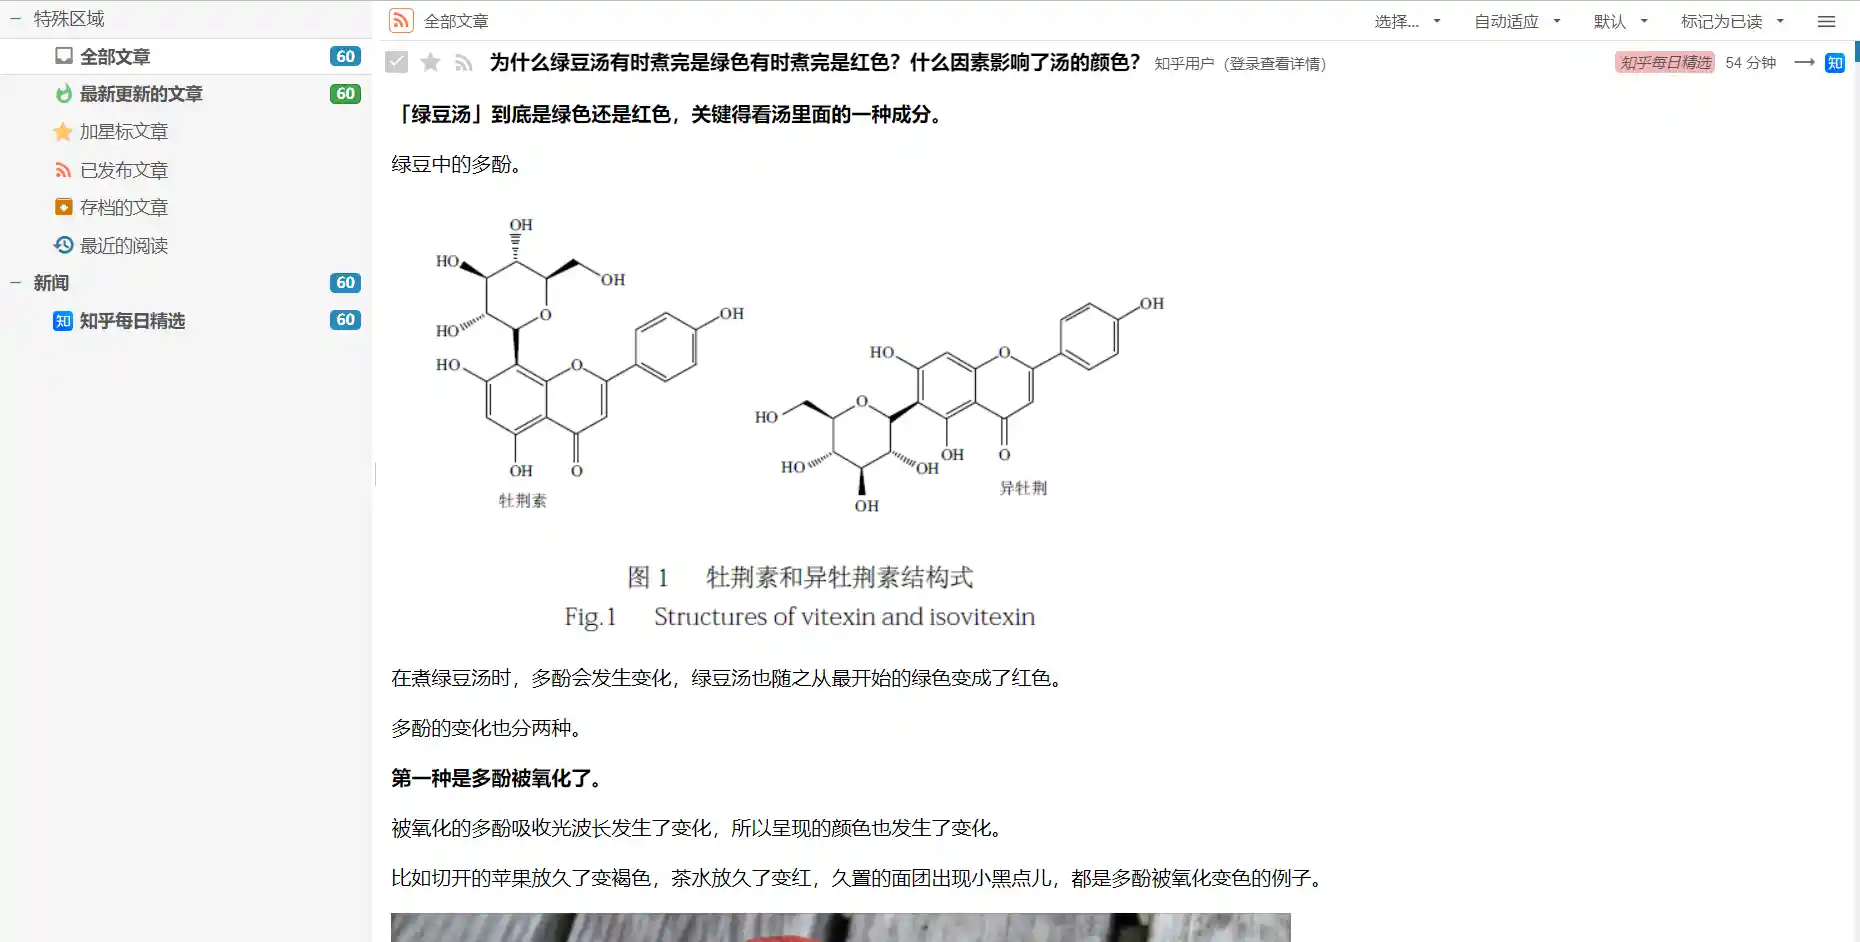 特殊区域
全部文章 60
最新更新的文章 60
加星标文章
已发布文章
存档的文章
最近的阅读
新闻 60
知 知乎每日精选 60
全部文章 选择... 自动适应 默认 标记为已读
为什么绿豆汤有时煮完是绿色有时煮完是红色？什么因素影响了汤的颜色？ 知乎用户（登录查看详情） 知乎每日精选 54 分钟 知
「绿豆汤」到底是绿色还是红色，关键得看汤里面的一种成分。
绿豆中的多酚。
OH
HO
OH
O
HO
OH
HO
O
OH
O
牡荆素
OH
HO
O
O
HO
OH
O
HO
OH
OH
异牡荆
图 1 牡荆素和异牡荆素结构式
Fig.1 Structures of vitexin and isovitexin
在煮绿豆汤时，多酚会发生变化，绿豆汤也随之从最开始的绿色变成了红色。
多酚的变化也分两种。
第一种是多酚被氧化了。
被氧化的多酚吸收光波长发生了变化，所以呈现的颜色也发生了变化。
比如切开的苹果放久了变褐色，茶水放久了变红，久置的面团出现小黑点儿，都是多酚被氧化变色的例子。